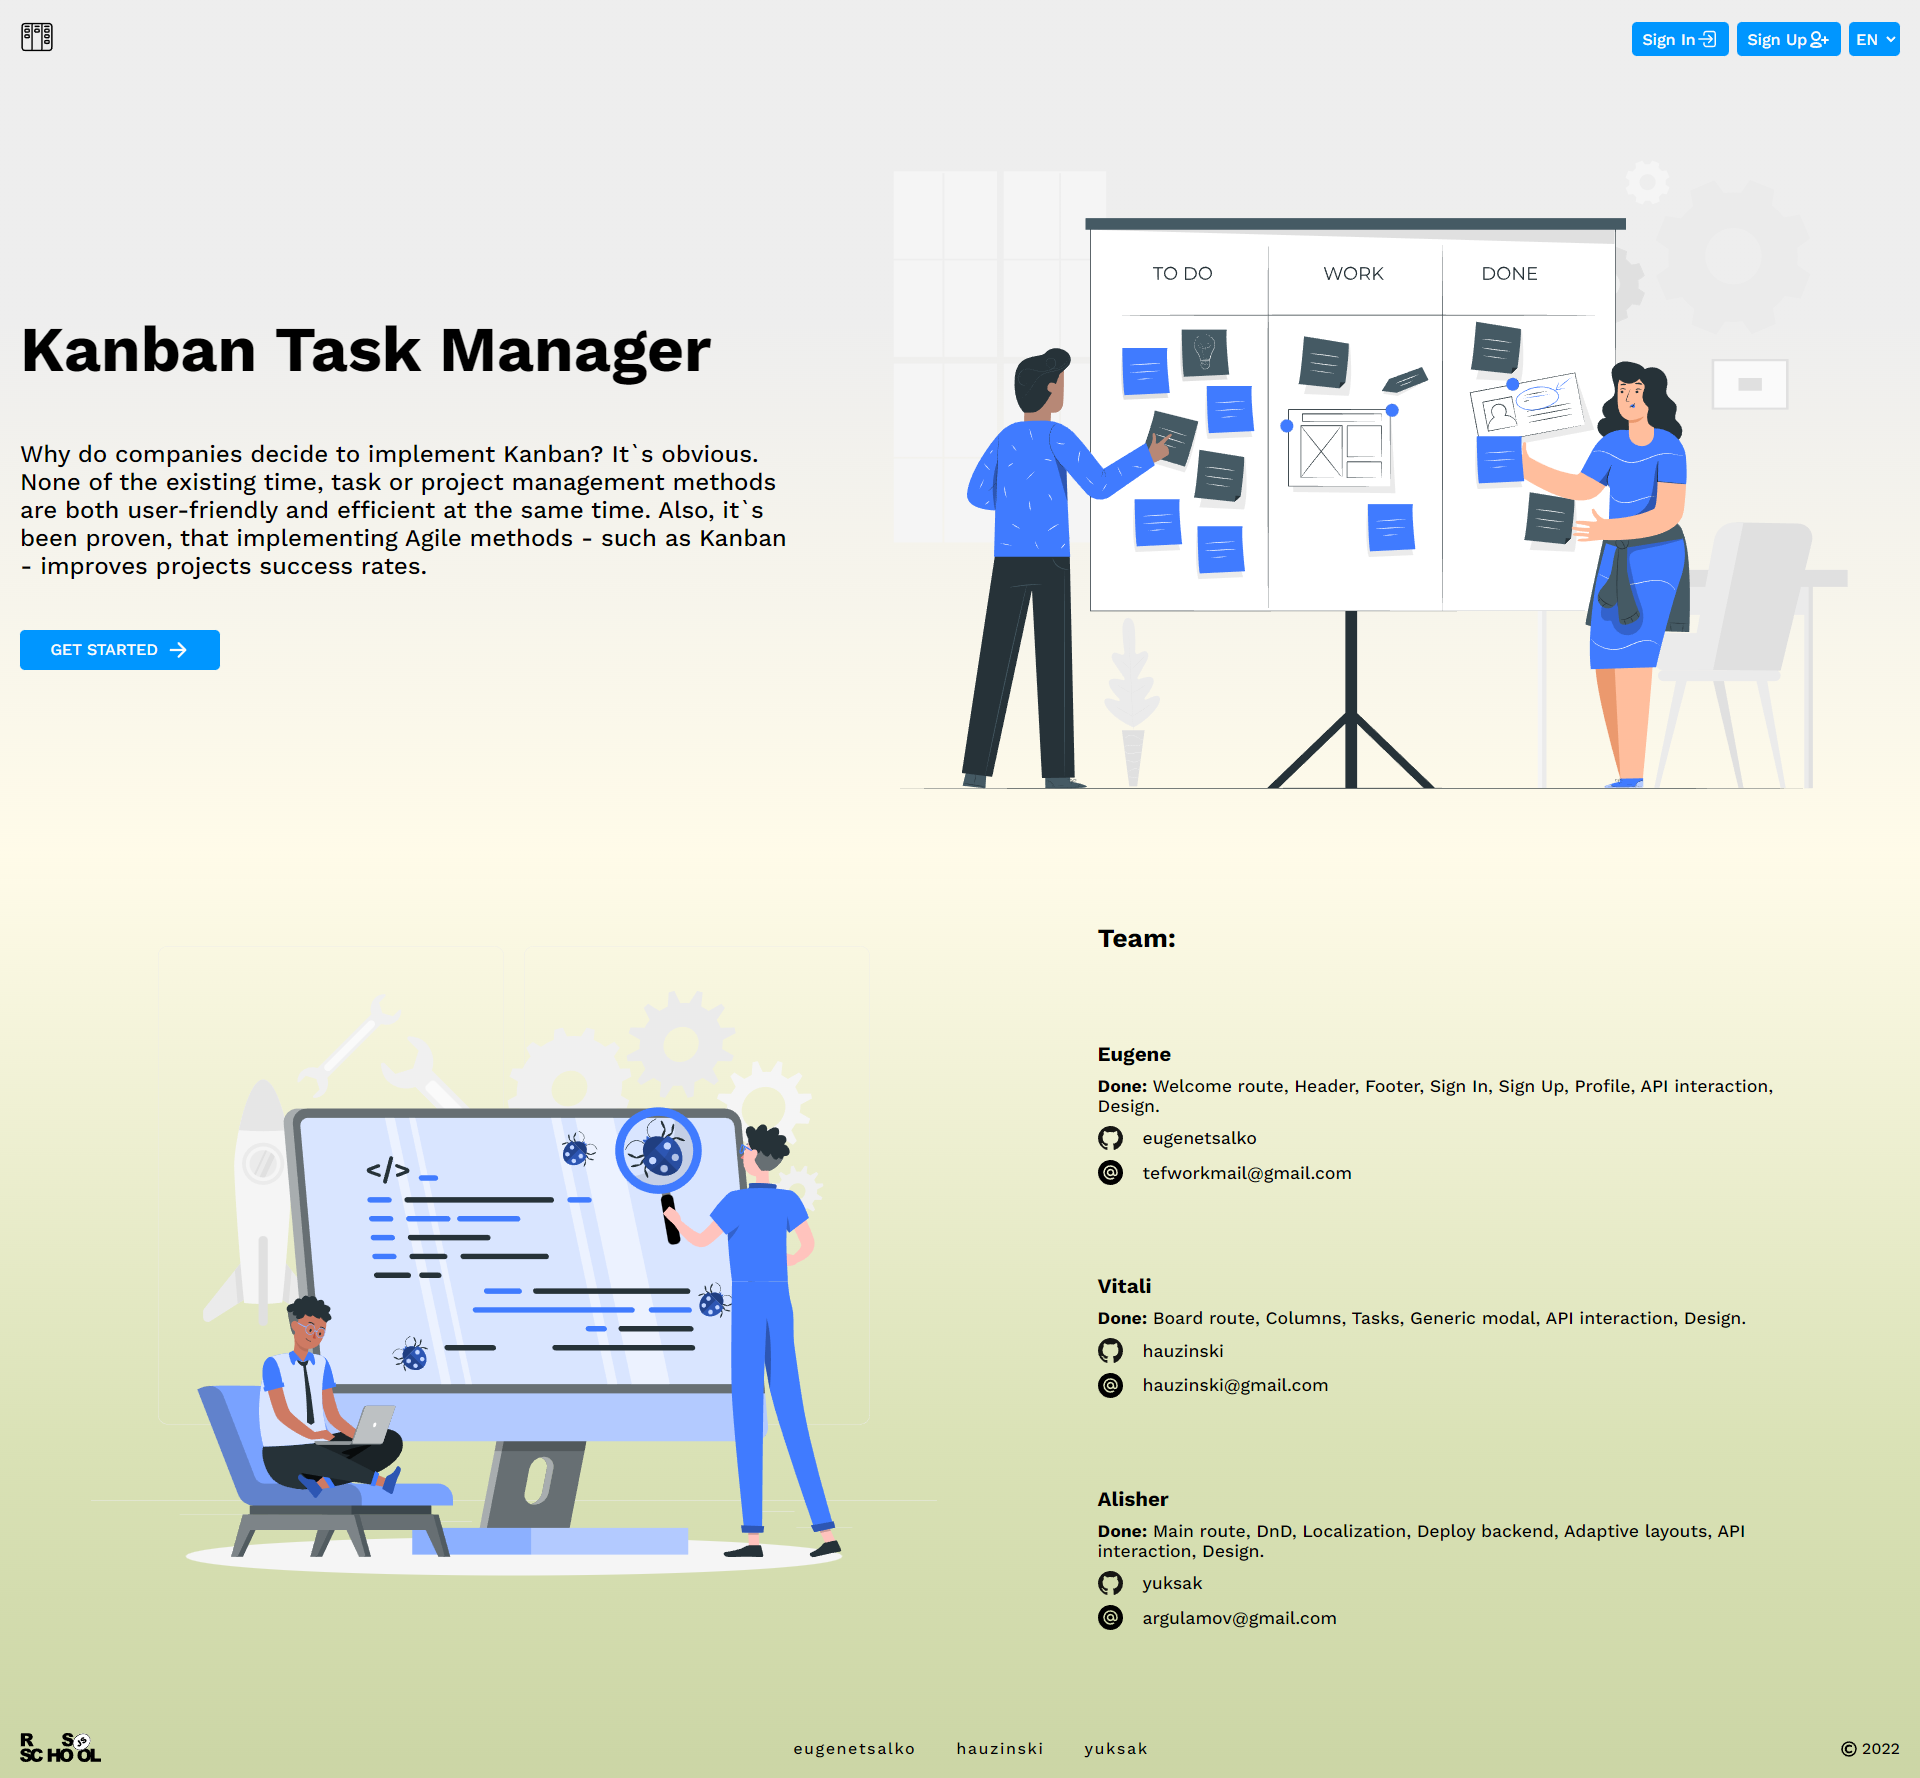 Sign In
Sign Up
EN
TO DO
WORK
DONE
Kanban Task Manager
Why do companies decide to implement Kanban? It`s obvious.
None of the existing time, task or project management methods
are both user-friendly and efficient at the same time. Also, it`s
been proven, that implementing Agile methods - such as Kanban
- improves projects success rates.
GET STARTED
Team:
Eugene
Done: Welcome route, Header, Footer, Sign In, Sign Up, Profile, API interaction,
Design.
eugenetsalko
tefworkmail@gmail.com
</>
Vitali
Done: Board route, Columns, Tasks, Generic modal, API interaction, Design.
hauzinski
hauzinski@gmail.com
Alisher
Done: Main route, DnD, Localization, Deploy backend, Adaptive layouts, API
interaction, Design.
yuksak
argulamov@gmail.com
R S
SCHOOL
eugenetsalko
hauzinski
yuksak
© 2022